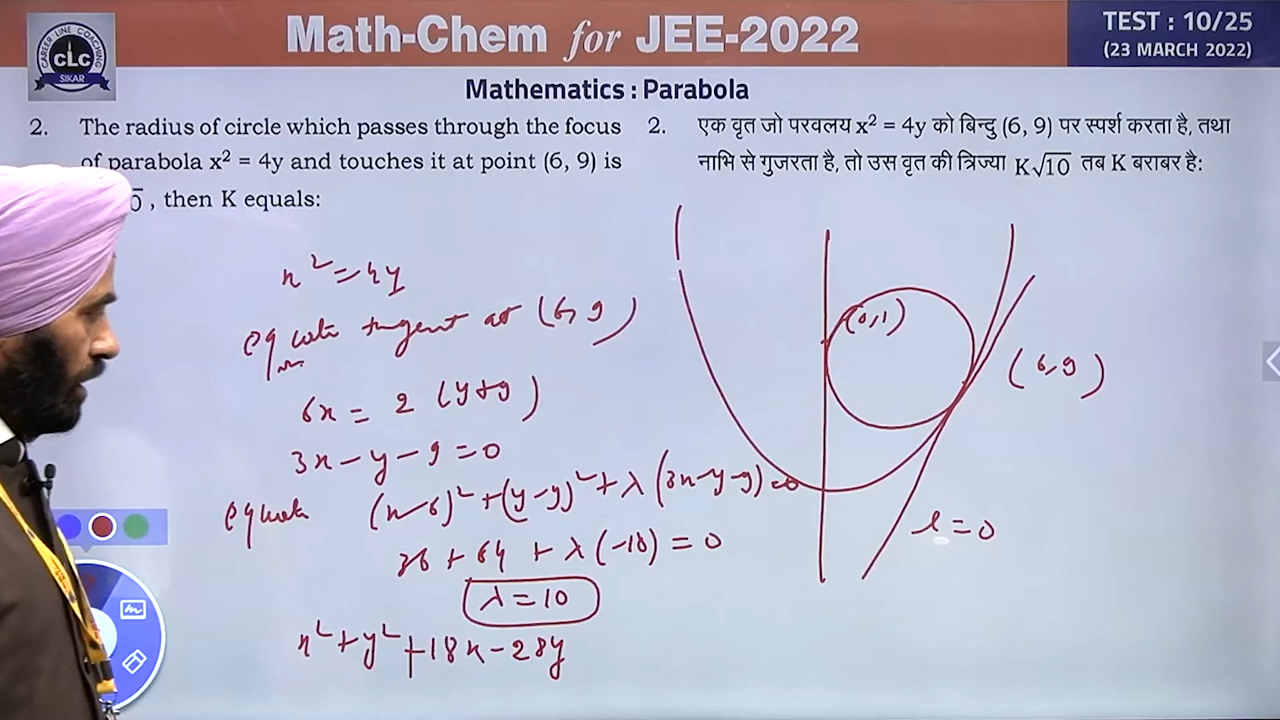 CAREER LINE COACHING
CLC
SIKAR
Math-Chem for JEE-2022
TEST : 10/25
(23 MARCH 2022)
Mathematics : Parabola
2. The radius of circle which passes through the focus
of parabola x² = 4y and touches it at point (6, 9) is
, then K equals:
2. एक वृत जो परवलय x² = 4y को बिन्दु (6, 9) पर स्पर्श करता है, तथा
नाभि से गुजरता है, तो उस वृत की त्रिज्या K√10 तब K बराबर है:
x² = 4y
tangent at (6, 9)
6x = 2 (y+9)
3x - y - 9 = 0
(x-6)² + (y-9)² + λ (3x-y-9) = 0
36 + 64 + λ (-10) = 0
λ = 10
x² + y² + 18x - 28y
(0,1)
(6,9)
l = 0